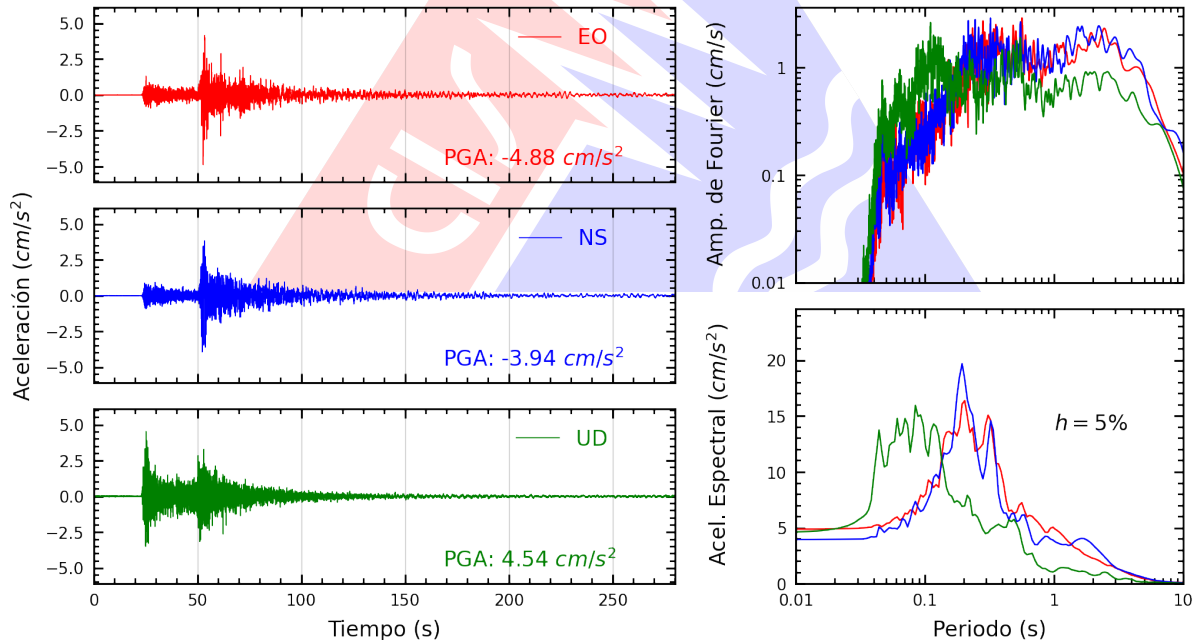 Aceleración (cm/s²)
5.0
2.5
0.0
−2.5
−5.0
EO
PGA: -4.88 cm/s²
5.0
2.5
0.0
−2.5
−5.0
NS
PGA: -3.94 cm/s²
5.0
2.5
0.0
−2.5
−5.0
UD
PGA: 4.54 cm/s²
0 50 100 150 200 250
Tiempo (s)
Amp. de Fourier (cm/s)
1
0.1
0.01
Acel. Espectral (cm/s²)
20
15
10
5
0
h = 5%
0.01 0.1 1 10
Periodo (s)